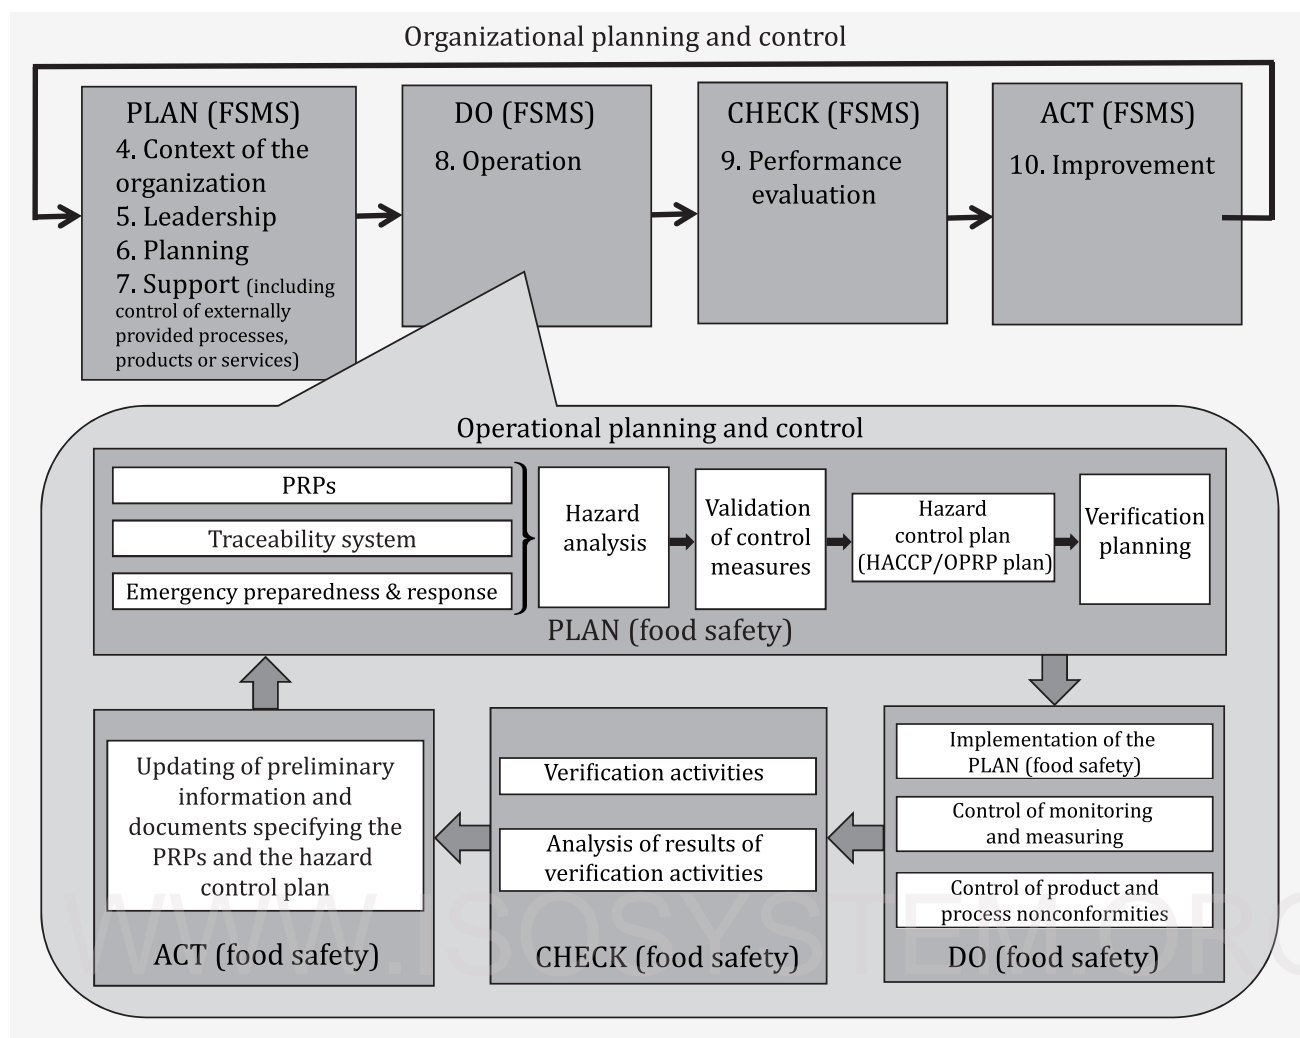 Organizational planning and control
PLAN (FSMS)
4. Context of the
organization
5. Leadership
6. Planning
7. Support (including
control of externally
provided processes,
products or services)
DO (FSMS)
8. Operation
CHECK (FSMS)
9. Performance
evaluation
ACT (FSMS)
10. Improvement
Operational planning and control
PRPs
Traceability system
Emergency preparedness & response
Hazard
analysis
Validation
of control
measures
Hazard
control plan
(HACCP/OPRP plan)
Verification
planning
PLAN (food safety)
Updating of preliminary
information and
documents specifying the
PRPs and the hazard
control plan
ACT (food safety)
Verification activities
Analysis of results of
verification activities
CHECK (food safety)
Implementation of the
PLAN (food safety)
Control of monitoring
and measuring
Control of product and
process nonconformities
DO (food safety)
WWW.ISOSYSTEM.ORG